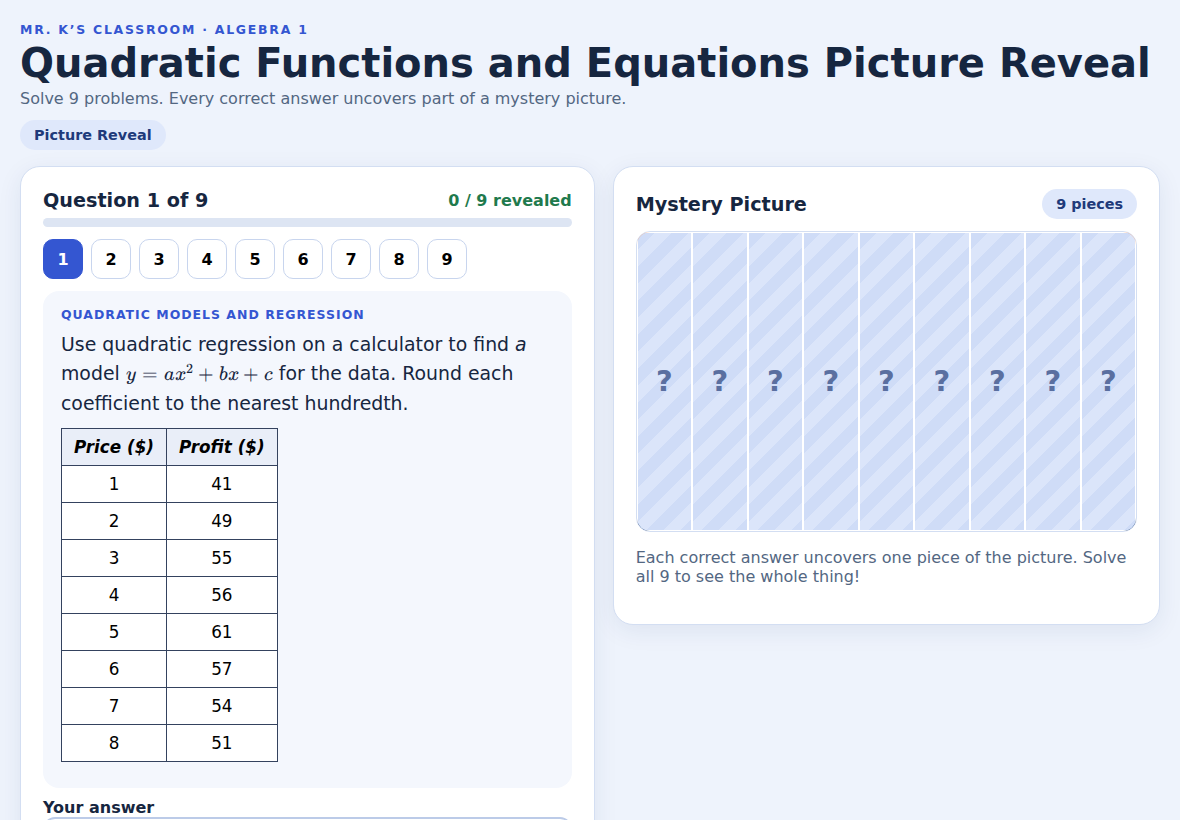 MR. K’S CLASSROOM · ALGEBRA 1
Quadratic Functions and Equations Picture Reveal
Solve 9 problems. Every correct answer uncovers part of a mystery picture.
Picture Reveal
Question 1 of 9
0 / 9 revealed
1 2 3 4 5 6 7 8 9
QUADRATIC MODELS AND REGRESSION
Use quadratic regression on a calculator to find a
model y = ax² + bx + c for the data. Round each
coefficient to the nearest hundredth.
Price ($) Profit ($)
1 41
2 49
3 55
4 56
5 61
6 57
7 54
8 51
Your answer
Mystery Picture
9 pieces
? ? ? ? ? ? ? ? ?
Each correct answer uncovers one piece of the picture. Solve
all 9 to see the whole thing!